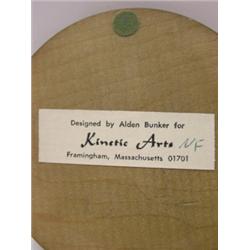 Designed by Alden Bunker for
Kinetic Arts NF
Framingham, Massachusetts 01701